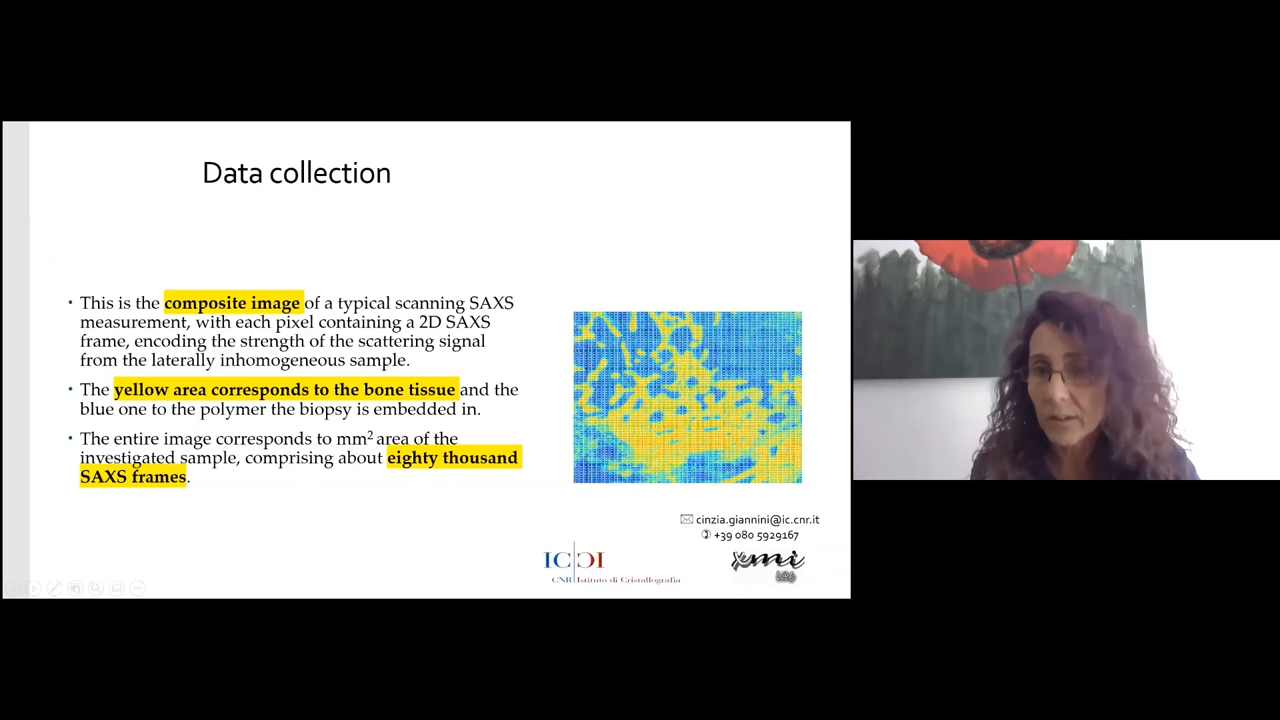 Data collection
• This is the composite image of a typical scanning SAXS
measurement, with each pixel containing a 2D SAXS
frame, encoding the strength of the scattering signal
from the laterally inhomogeneous sample.
• The yellow area corresponds to the bone tissue and the
blue one to the polymer the biopsy is embedded in.
• The entire image corresponds to mm² area of the
investigated sample, comprising about eighty thousand
SAXS frames.
cinzia.giannini@ic.cnr.it
+39 080 5929167
CNR Istituto di Cristallografia